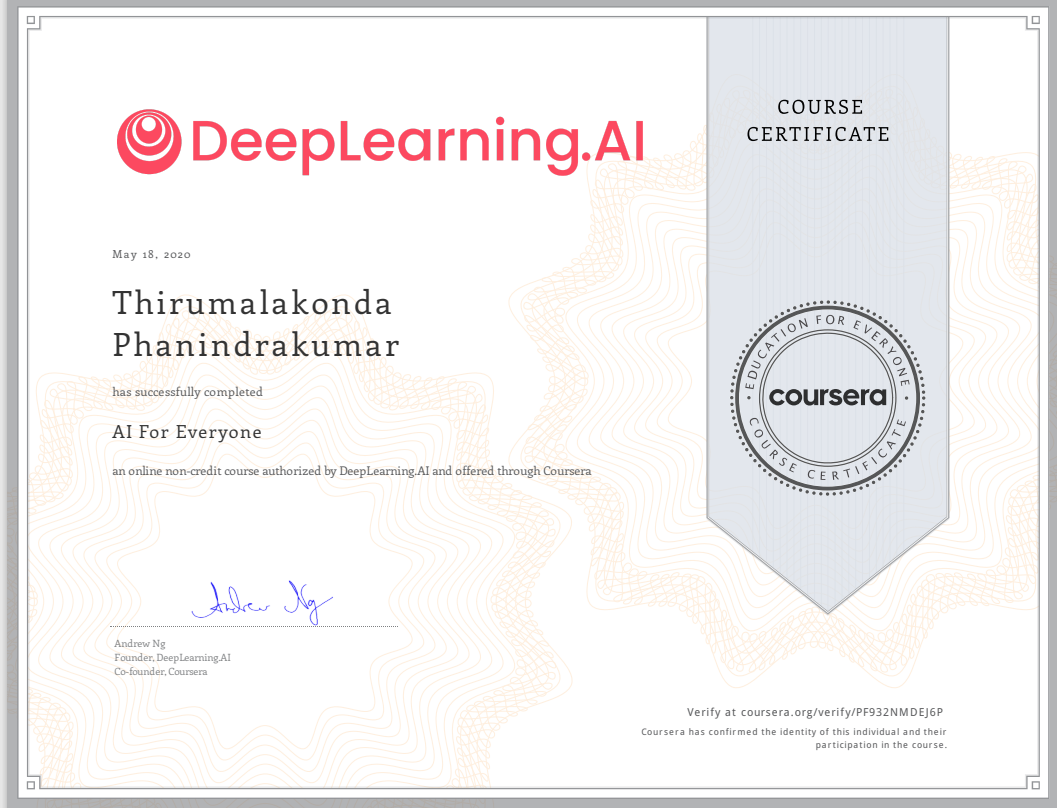 DeepLearning.AI
COURSE
CERTIFICATE
May 18, 2020
Thirumalakonda
Phanindrakumar
has successfully completed
AI For Everyone
an online non-credit course authorized by DeepLearning.AI and offered through Coursera
EDUCATION FOR EVERYONE
coursera
COURSE CERTIFICATE
Andrew Ng
Andrew Ng
Founder, DeepLearning.AI
Co-founder, Coursera
Verify at coursera.org/verify/PF932NMDEJ6P
Coursera has confirmed the identity of this individual and their
participation in the course.